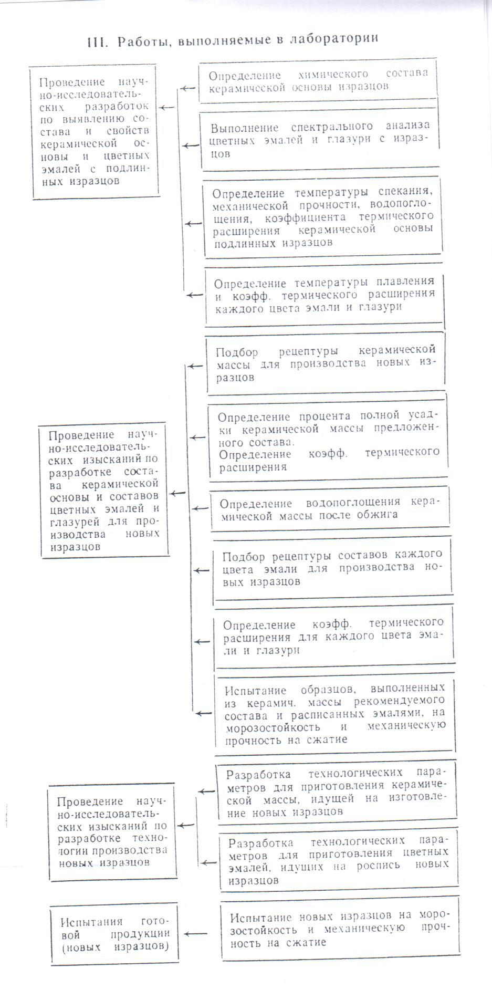 III. Работы, выполняемые в лаборатории
Проведение науч-
но-исследователь-
ских разработок
по выявлению со-
става и свойств
керамической ос-
новы и цветных
эмалей с подлин-
ных изразцов
Определение химического состава
керамической основы изразцов
Выполнение спектрального анализа
цветных эмалей и глазури с израз-
цов
Определение температуры спекания,
механической прочности, водопогло-
щения, коэффициента термического
расширения керамической основы
подлинных изразцов
Определение температуры плавления
и коэфф. термического расширения
каждого цвета эмали и глазури
Проведение науч-
но-исследователь-
ских изысканий по
разработке соста-
ва керамической
основы и составов
цветных эмалей и
глазурей для про-
изводства новых
изразцов
Подбор рецептуры керамической
массы для производства новых из-
разцов
Определение процента полной усад-
ки керамической массы предложен-
ного состава.
Определение коэфф. термического
расширения
Определение водопоглощения кера-
мической массы после обжига
Подбор рецептуры составов каждого
цвета эмали для производства но-
вых изразцов
Определение коэфф. термического
расширения для каждого цвета эма-
ли и глазури
Испытание образцов, выполненных
из керамич. массы рекомендуемого
состава и расписанных эмалями, на
морозостойкость и механическую
прочность на сжатие
Проведение науч-
но-исследователь-
ских изысканий по
разработке техно-
логии производства
новых изразцов
Разработка технологических пара-
метров для приготовления керамиче-
ской массы, идущей на изготовле-
ние новых изразцов
Разработка технологических пара-
метров для приготовления цветных
эмалей, идущих на роспись новых
изразцов
Испытания гото-
вой продукции
(новых изразцов)
Испытание новых изразцов на моро-
зостойкость и механическую проч-
ность на сжатие